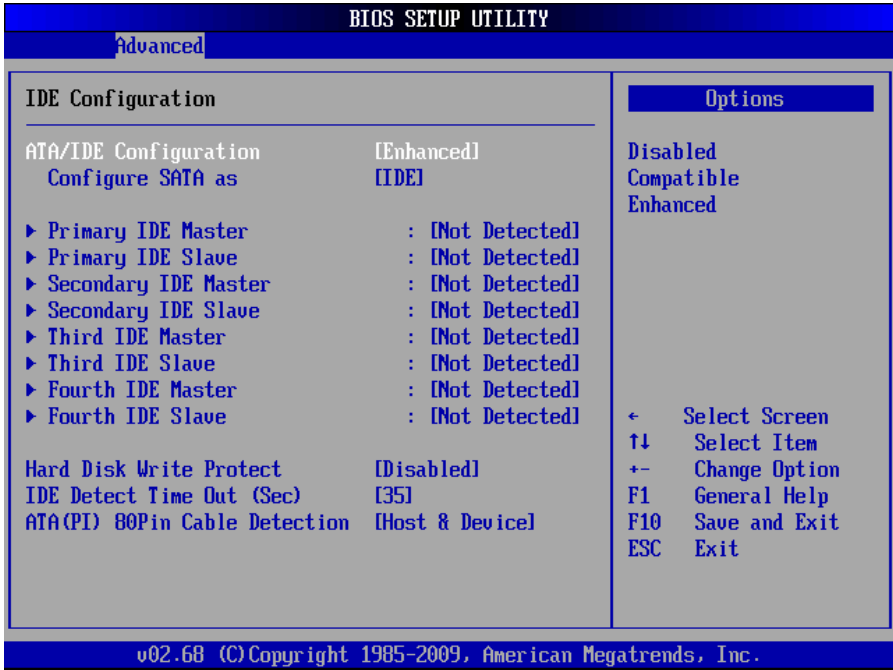 BIOS SETUP UTILITY
Advanced
IDE Configuration
ATA/IDE Configuration [Enhanced]
Configure SATA as [IDE]
Primary IDE Master : [Not Detected]
Primary IDE Slave : [Not Detected]
Secondary IDE Master : [Not Detected]
Secondary IDE Slave : [Not Detected]
Third IDE Master : [Not Detected]
Third IDE Slave : [Not Detected]
Fourth IDE Master : [Not Detected]
Fourth IDE Slave : [Not Detected]
Hard Disk Write Protect [Disabled]
IDE Detect Time Out (Sec) [35]
ATA(PI) 80Pin Cable Detection [Host & Device]
Options
Disabled
Compatible
Enhanced
← Select Screen
↑↓ Select Item
+- Change Option
F1 General Help
F10 Save and Exit
ESC Exit
v02.68 (C)Copyright 1985-2009, American Megatrends, Inc.